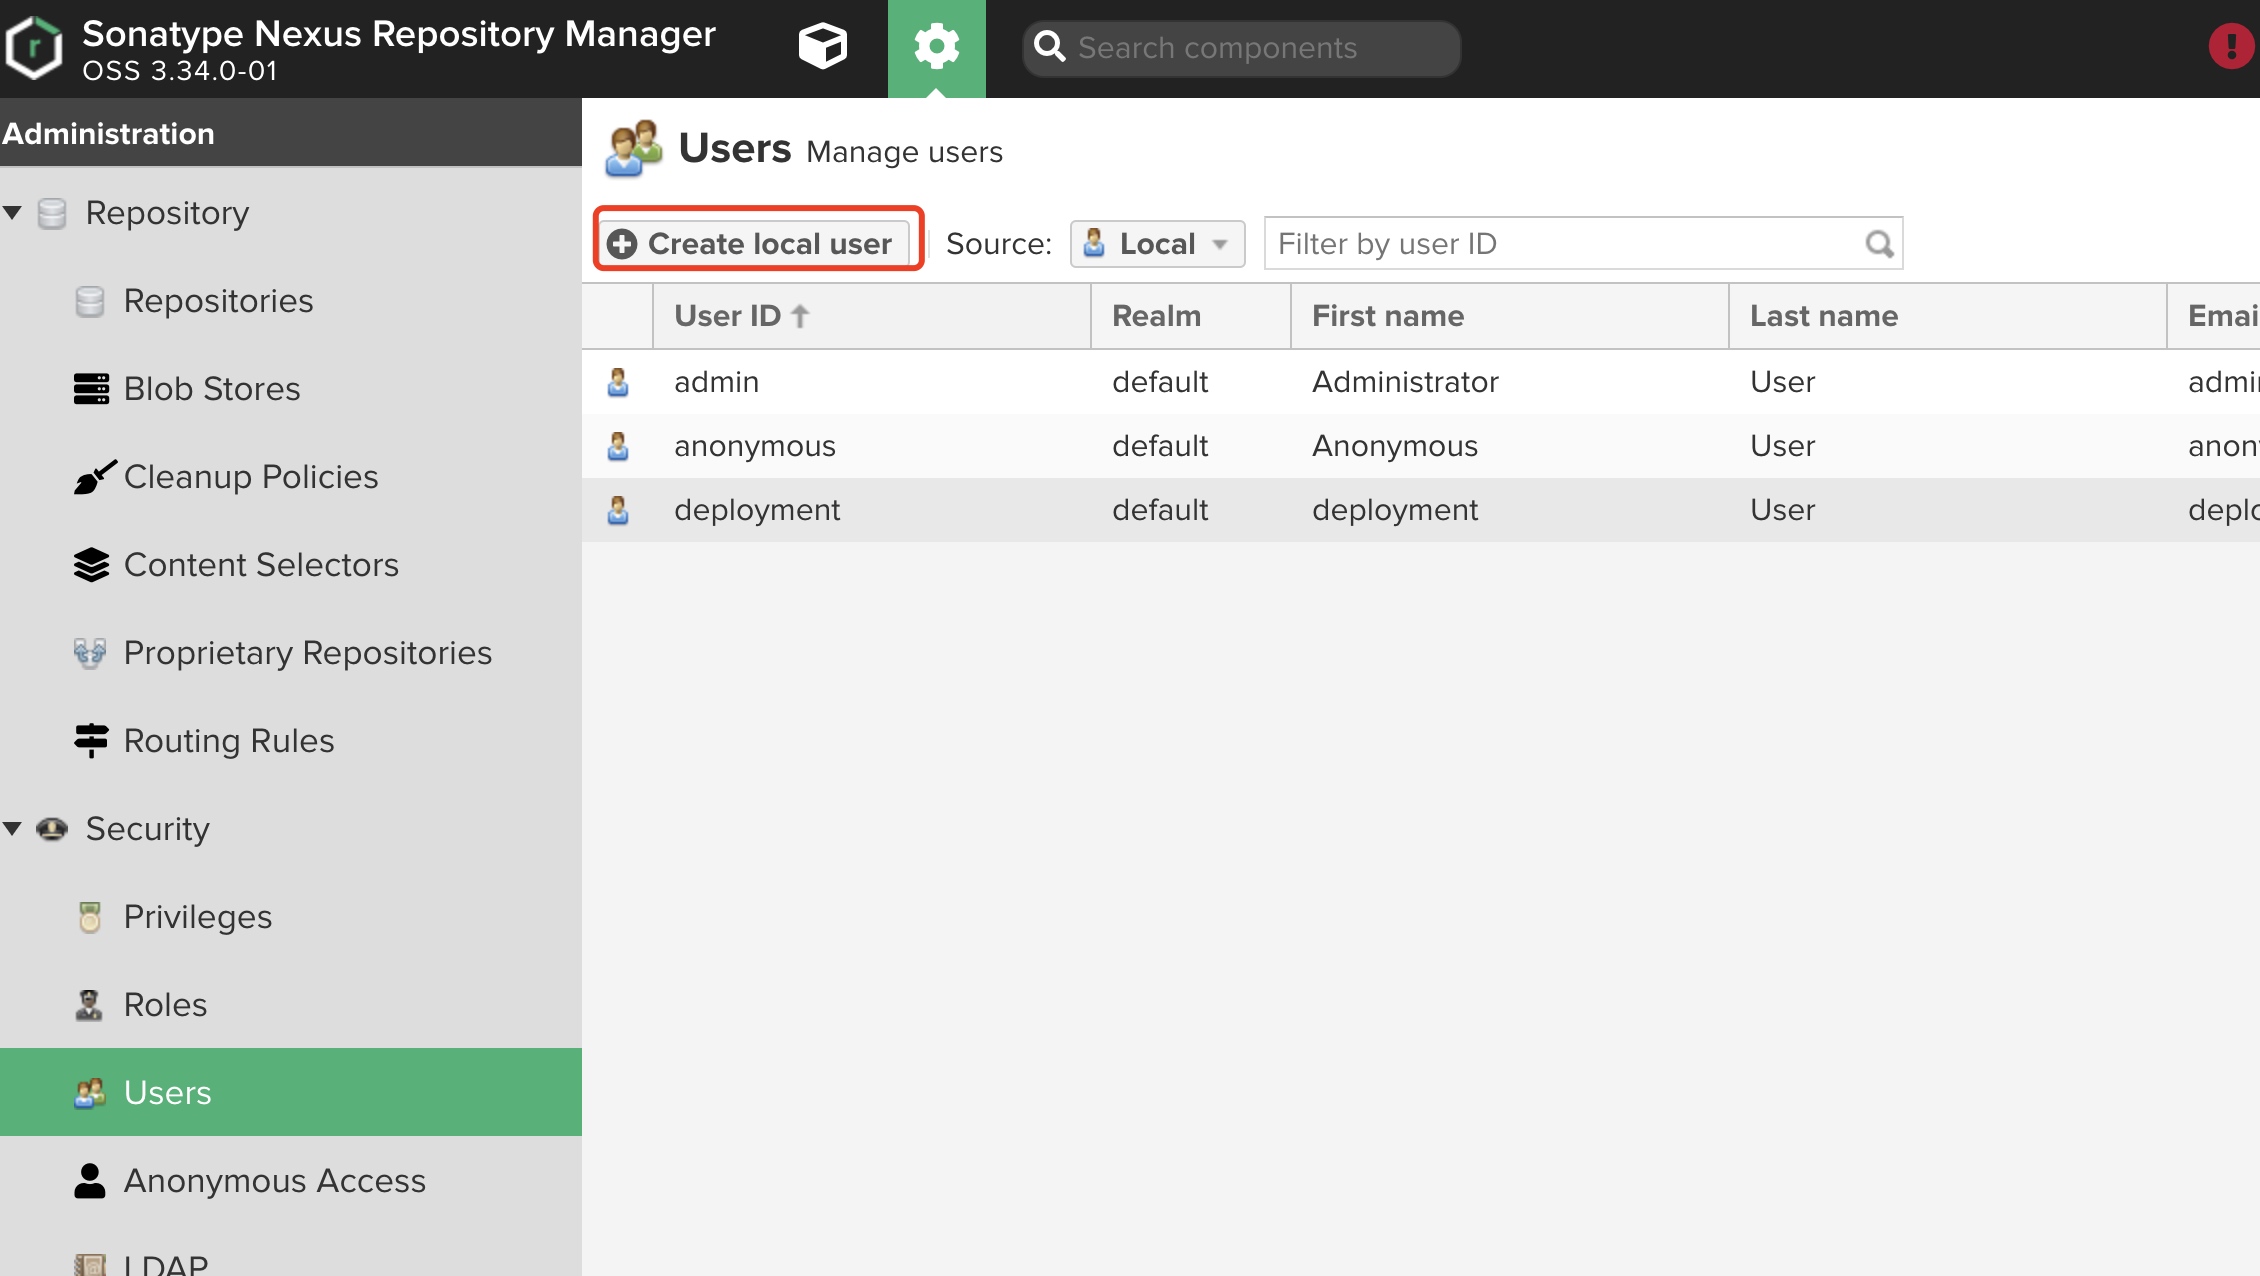 Sonatype Nexus Repository Manager
OSS 3.34.0-01
Search components
Administration
Repository
Repositories
Blob Stores
Cleanup Policies
Content Selectors
Proprietary Repositories
Routing Rules
Security
Privileges
Roles
Users
Anonymous Access
LDAP
Users Manage users
Create local user Source: Local Filter by user ID
User ID Realm First name Last name Emai
admin default Administrator User admi
anonymous default Anonymous User anon
deployment default deployment User deplo